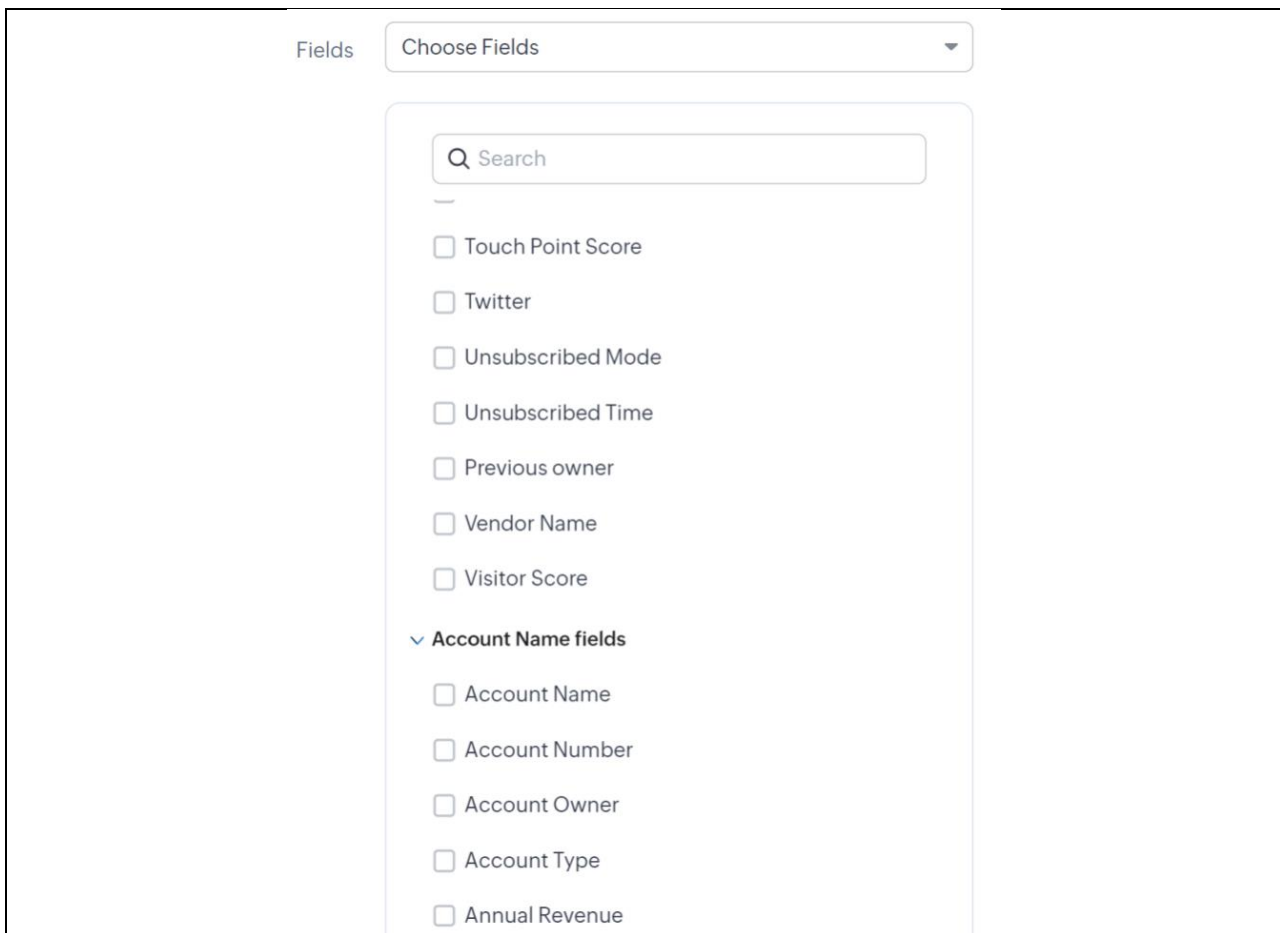 Fields
Choose Fields
Search
Touch Point Score
Twitter
Unsubscribed Mode
Unsubscribed Time
Previous owner
Vendor Name
Visitor Score
Account Name fields
Account Name
Account Number
Account Owner
Account Type
Annual Revenue